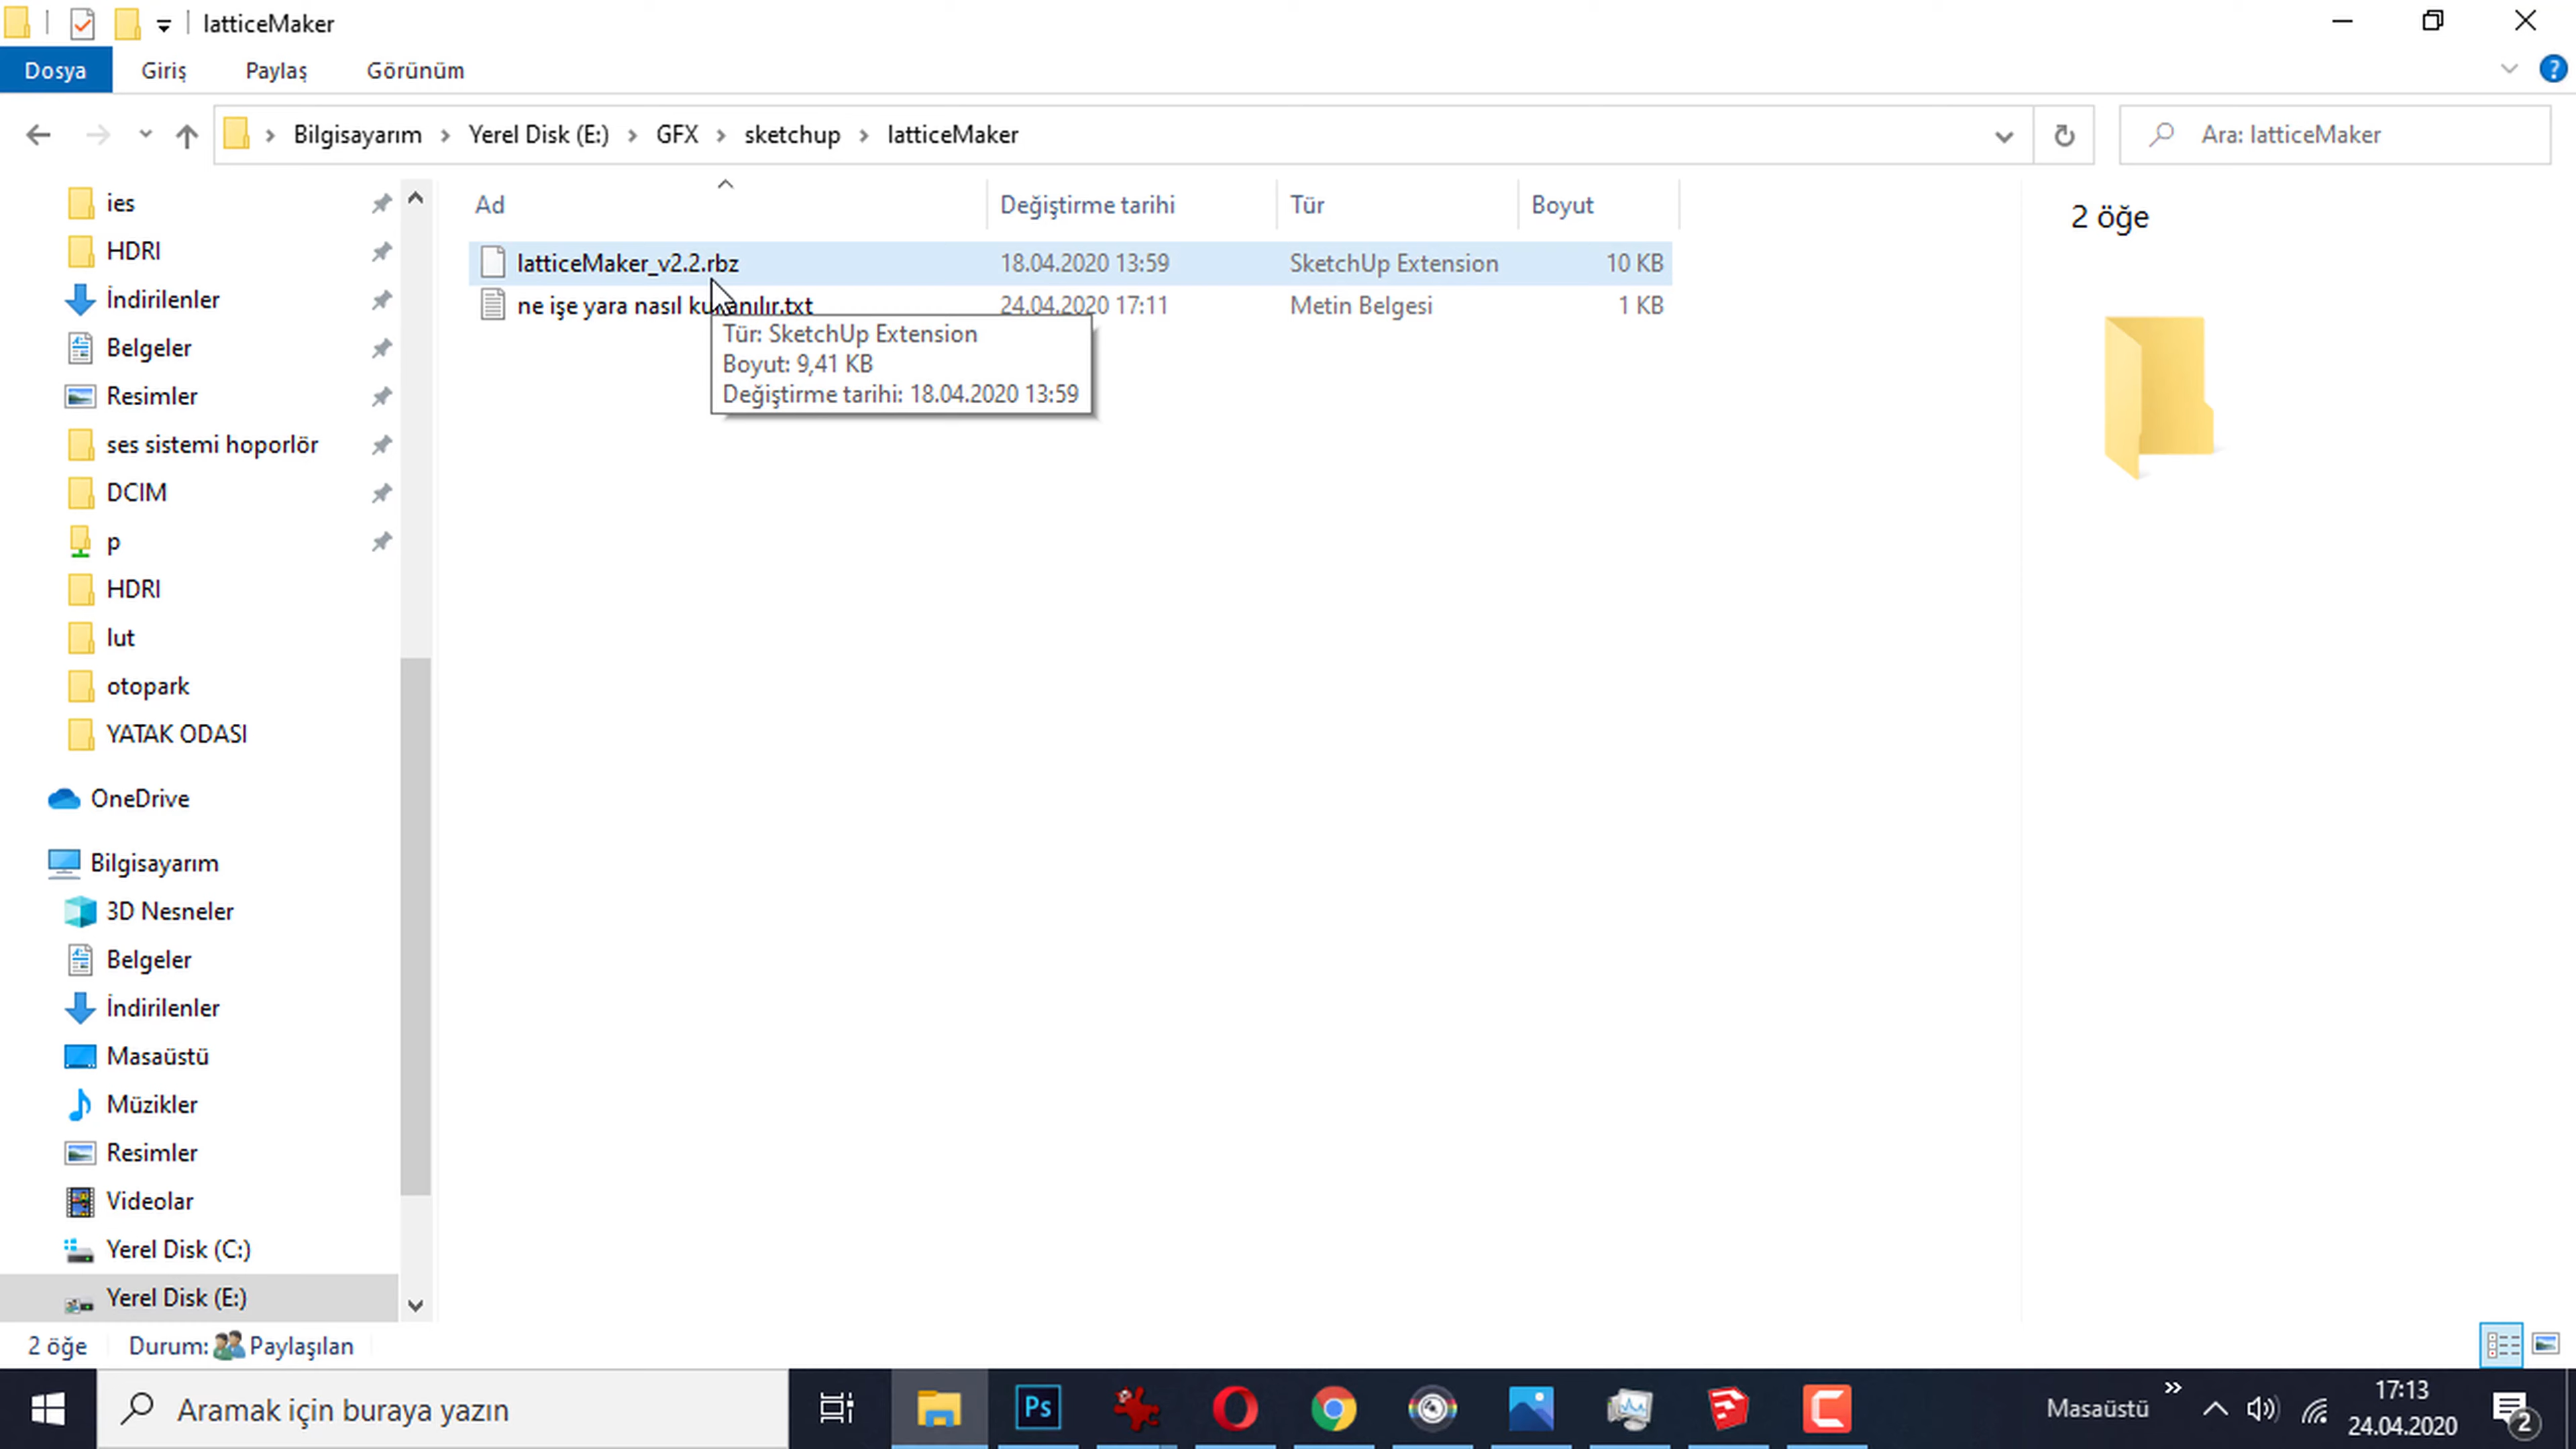 latticeMaker
Dosya Giriş Paylaş Görünüm
Bilgisayarım Yerel Disk (E:) GFX sketchup latticeMaker
Ara: latticeMaker
Ad Değiştirme tarihi Tür Boyut
latticeMaker_v2.2.rbz 18.04.2020 13:59 SketchUp Extension 10 KB
ne işe yara nasıl kullanılır.txt 24.04.2020 17:11 Metin Belgesi 1 KB
Tür: SketchUp Extension
Boyut: 9,41 KB
Değiştirme tarihi: 18.04.2020 13:59
2 öğe
ies
HDRI
İndirilenler
Belgeler
Resimler
ses sistemi hoporlör
DCIM
p
HDRI
lut
otopark
YATAK ODASI
OneDrive
Bilgisayarım
3D Nesneler
Belgeler
İndirilenler
Masaüstü
Müzikler
Resimler
Videolar
Yerel Disk (C:)
Yerel Disk (E:)
2 öğe Durum: Paylaşılan
Aramak için buraya yazın
Ps
Masaüstü
17:13
24.04.2020
2